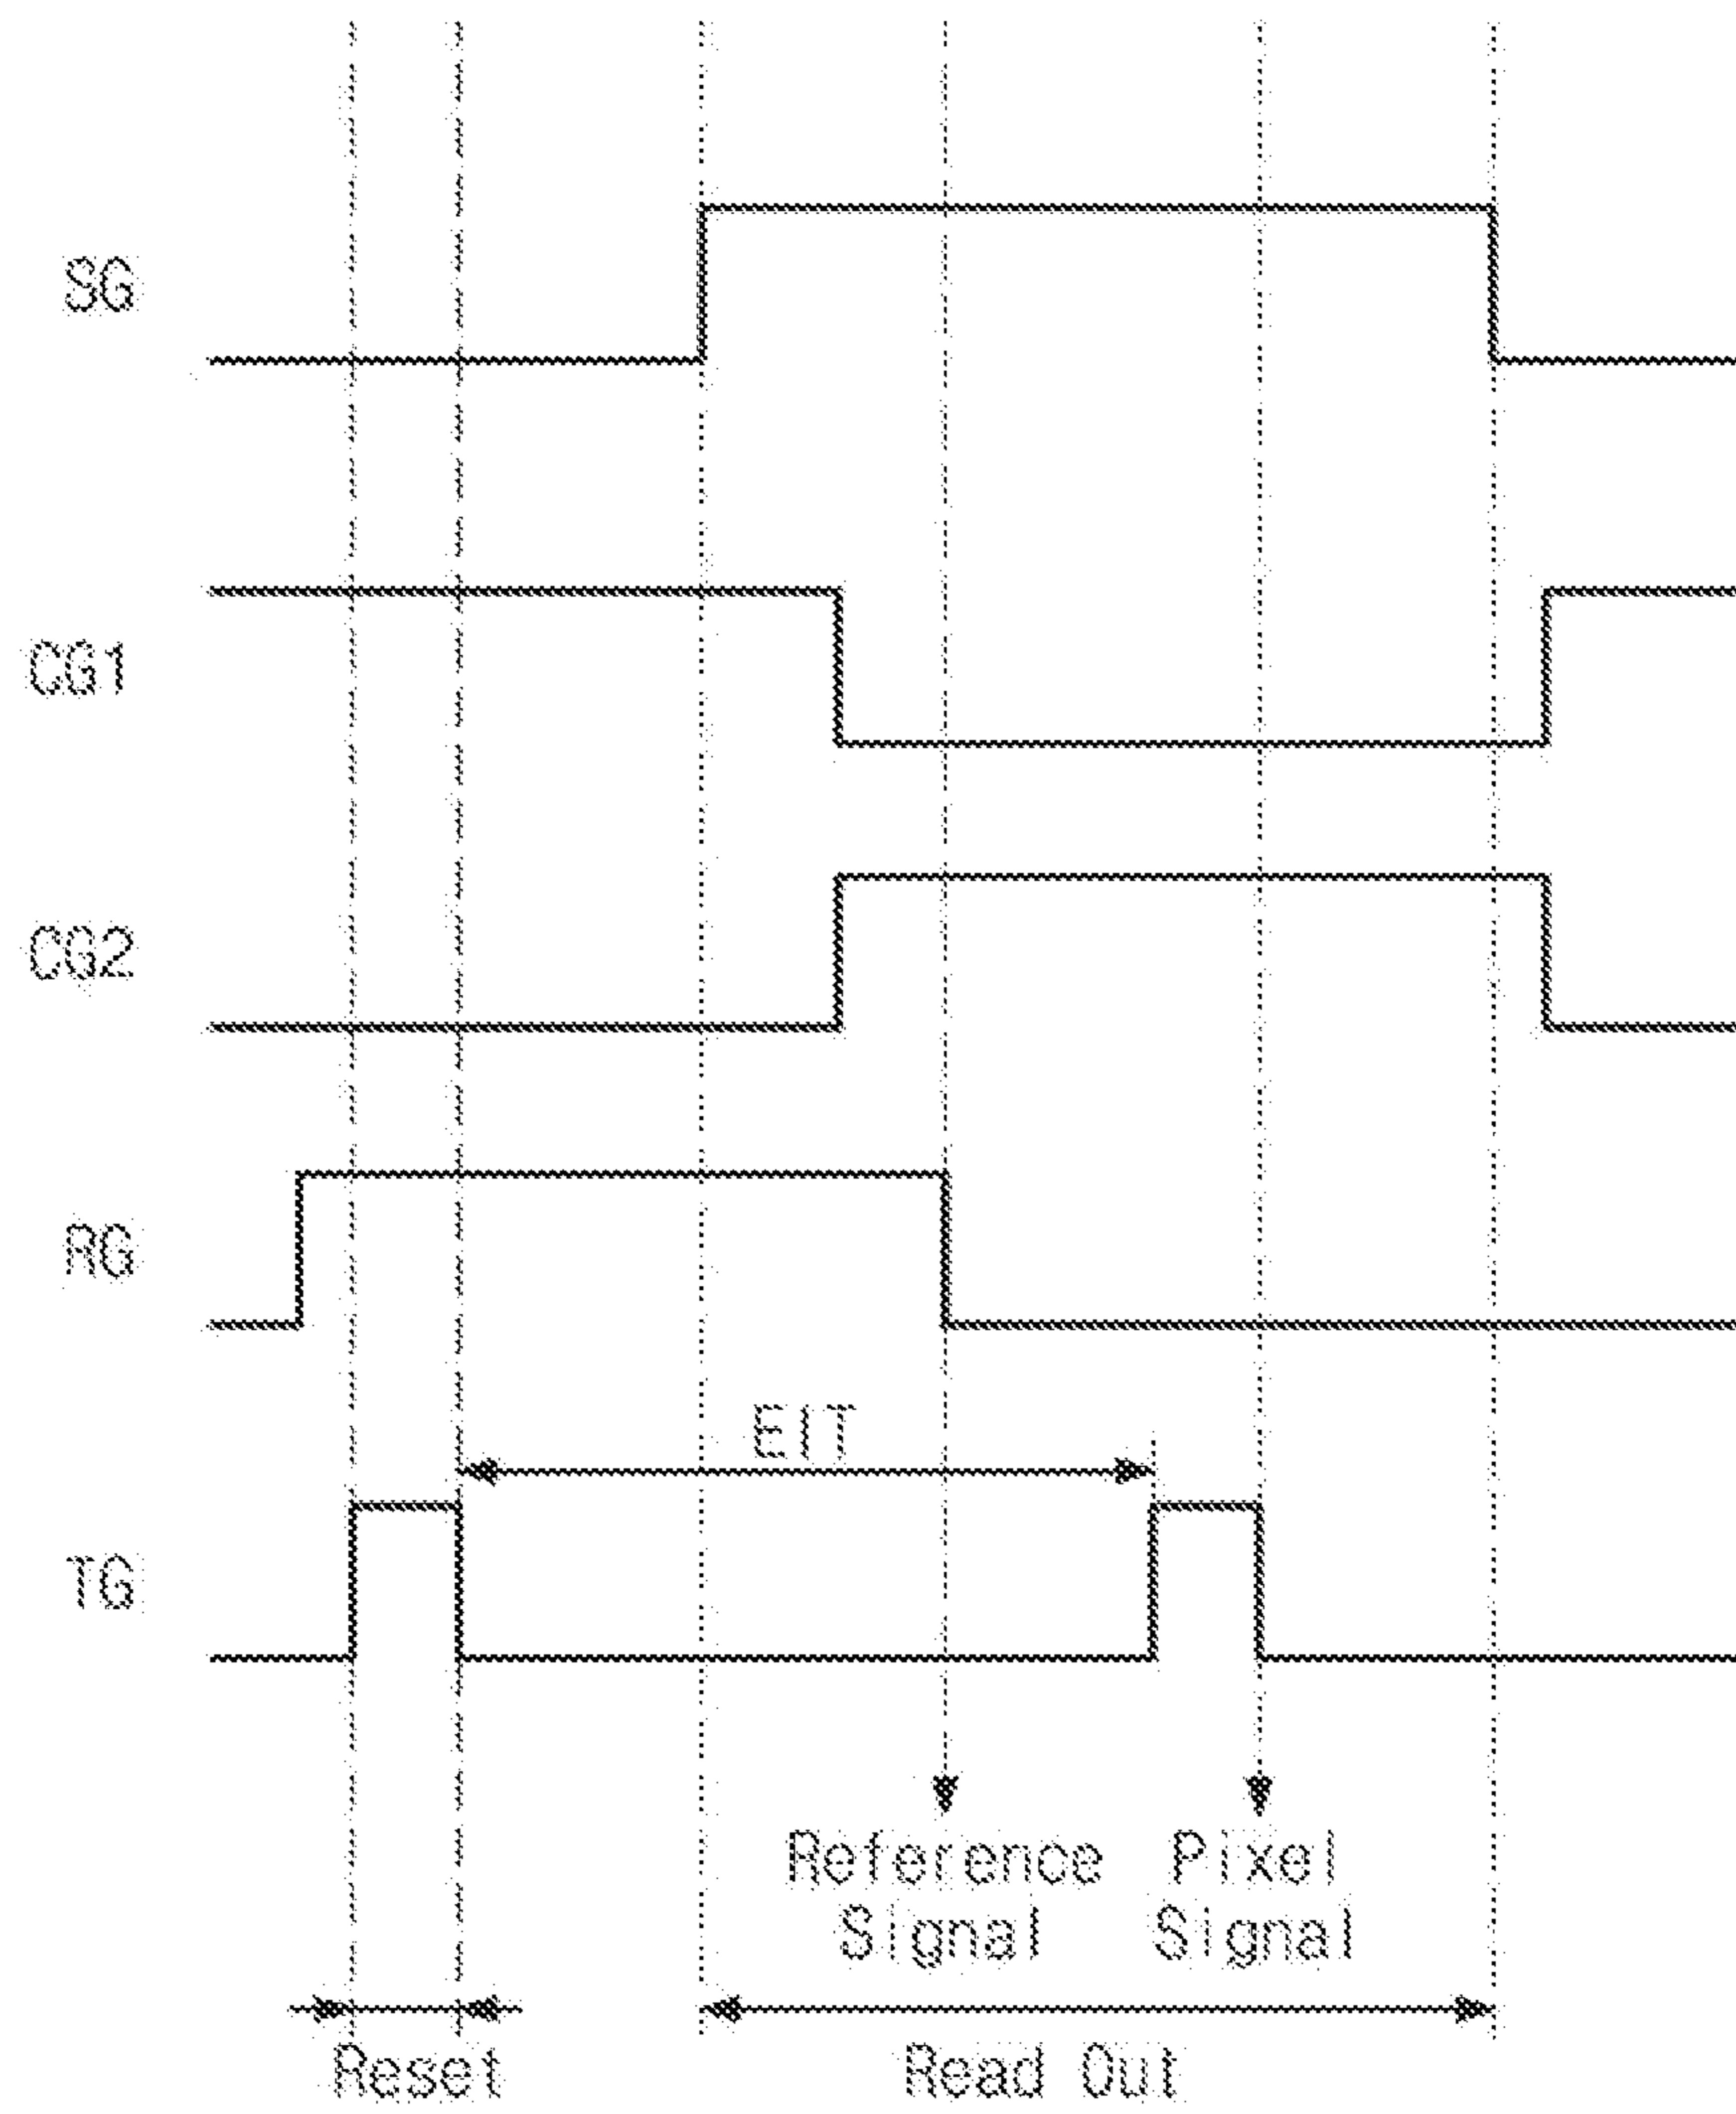 SG
CG1
CG2
RG
EIT
TG
Reference Pixel
Signal Signal
Reset
Read Out